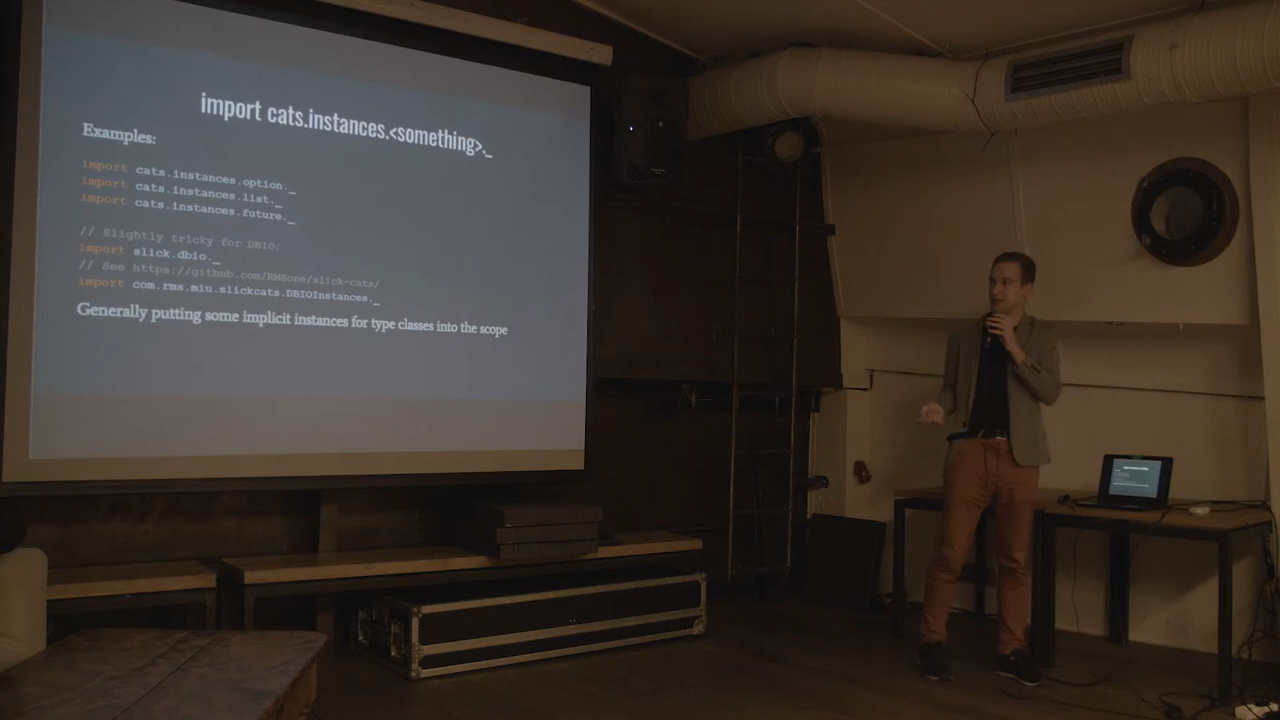 import cats.instances.<something>._
Examples:
import cats.instances.option._
import cats.instances.list._
import cats.instances.future._
// Slightly tricky for DBIO:
import slick.dbio._
// See https://github.com/RMSone/slick-cats/
import com.rms.miu.slickcats.DBIOInstances._
Generally putting some implicit instances for type classes into the scope